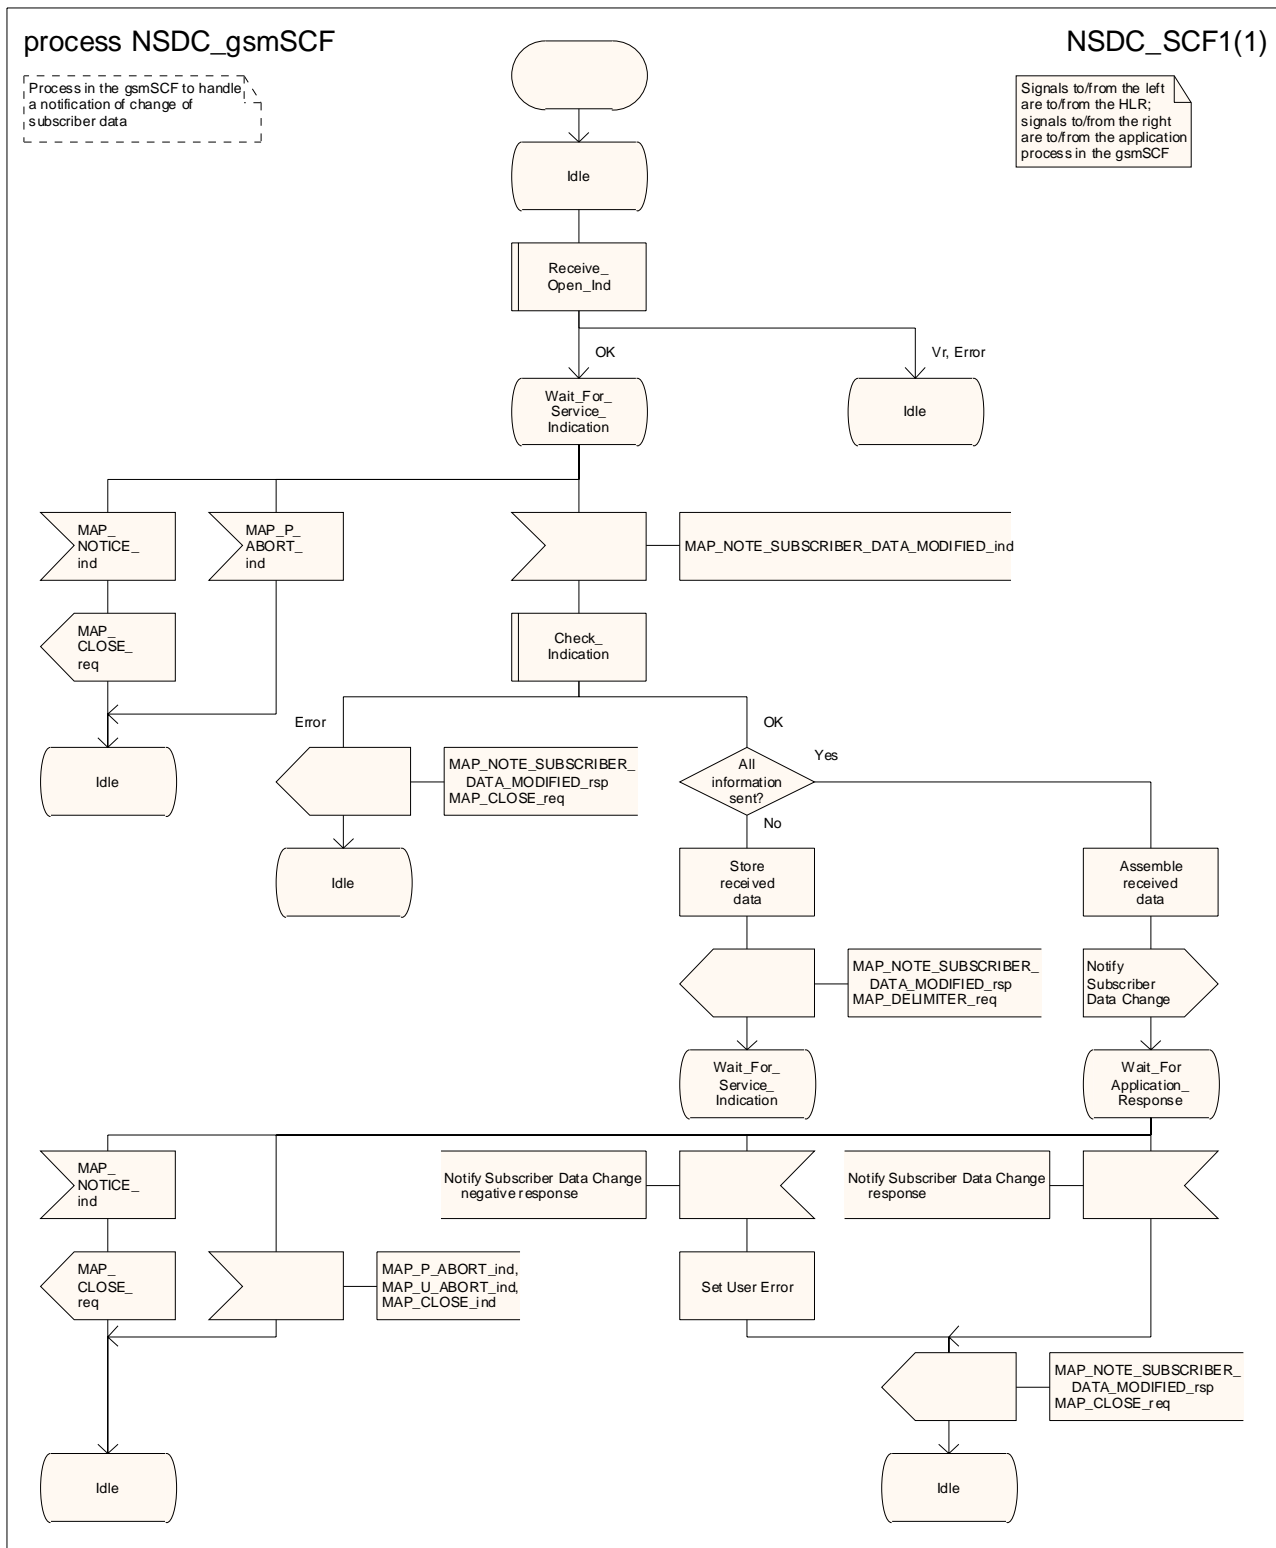 process NSDC_gsmSCF
NSDC_SCF1(1)
Process in the gsmSCF to handle
a notification of change of
subscriber data
Signals to/from the left
are to/from the HLR;
signals to/from the right
are to/from the application
process in the gsmSCF
Idle
Receive_
Open_Ind
OK
Vr, Error
Wait_For_
Service_
Indication
Idle
MAP_
NOTICE_
ind
MAP_P_
ABORT_
ind
MAP_NOTE_SUBSCRIBER_DATA_MODIFIED_ind
MAP_
CLOSE_
req
Check_
Indication
Error
OK
Idle
MAP_NOTE_SUBSCRIBER_
DATA_MODIFIED_rsp
MAP_CLOSE_req
All
information
sent?
Yes
No
Idle
Store
received
data
Assemble
received
data
MAP_NOTE_SUBSCRIBER_
DATA_MODIFIED_rsp
MAP_DELIMITER_req
Notify
Subscriber
Data Change
Wait_For_
Service_
Indication
Wait_For
Application_
Response
MAP_
NOTICE_
ind
Notify Subscriber Data Change
negative response
Notify Subscriber Data Change
response
MAP_
CLOSE_
req
MAP_P_ABORT_ind,
MAP_U_ABORT_ind,
MAP_CLOSE_ind
Set User Error
MAP_NOTE_SUBSCRIBER_
DATA_MODIFIED_rsp
MAP_CLOSE_req
Idle
Idle